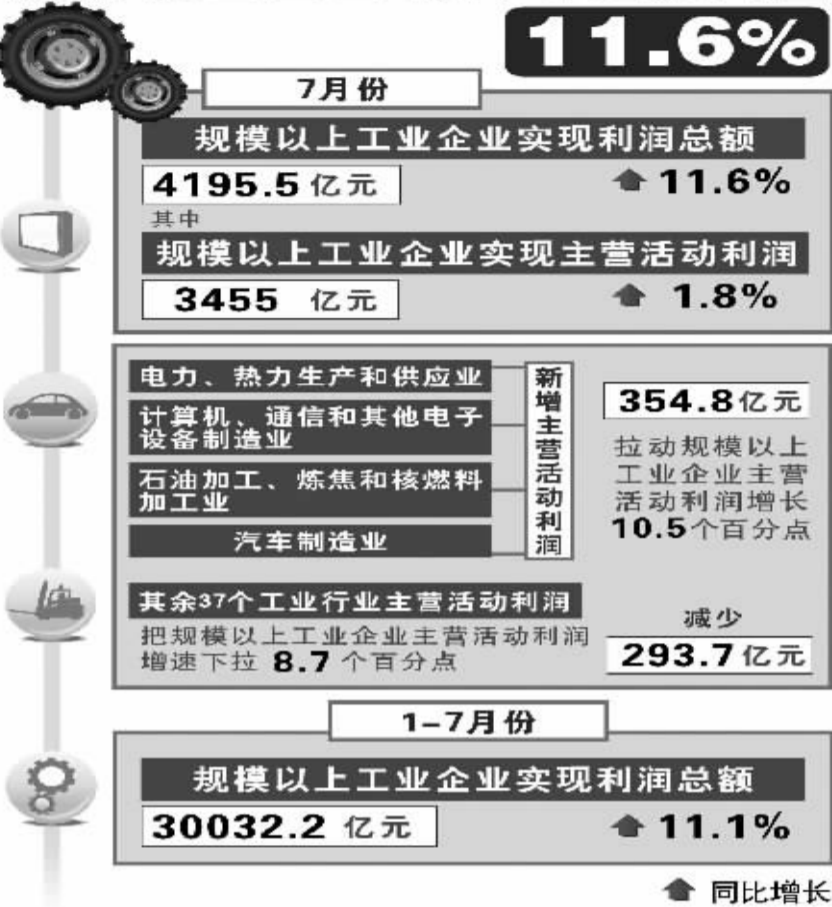 11.6%
7月份
规模以上工业企业实现利润总额
4195.5 亿元 11.6%
其中
规模以上工业企业实现主营活动利润
3455 亿元 1.8%
电力、热力生产和供应业
计算机、通信和其他电子
设备制造业
石油加工、炼焦和核燃料
加工业
汽车制造业
新增主营活动利润
354.8亿元
拉动规模以上
工业企业主营
活动利润增长
10.5个百分点
其余37个工业行业主营活动利润
把规模以上工业企业主营活动利润
增速下拉 8.7 个百分点
减少
293.7亿元
1-7月份
规模以上工业企业实现利润总额
30032.2 亿元 11.1%
同比增长